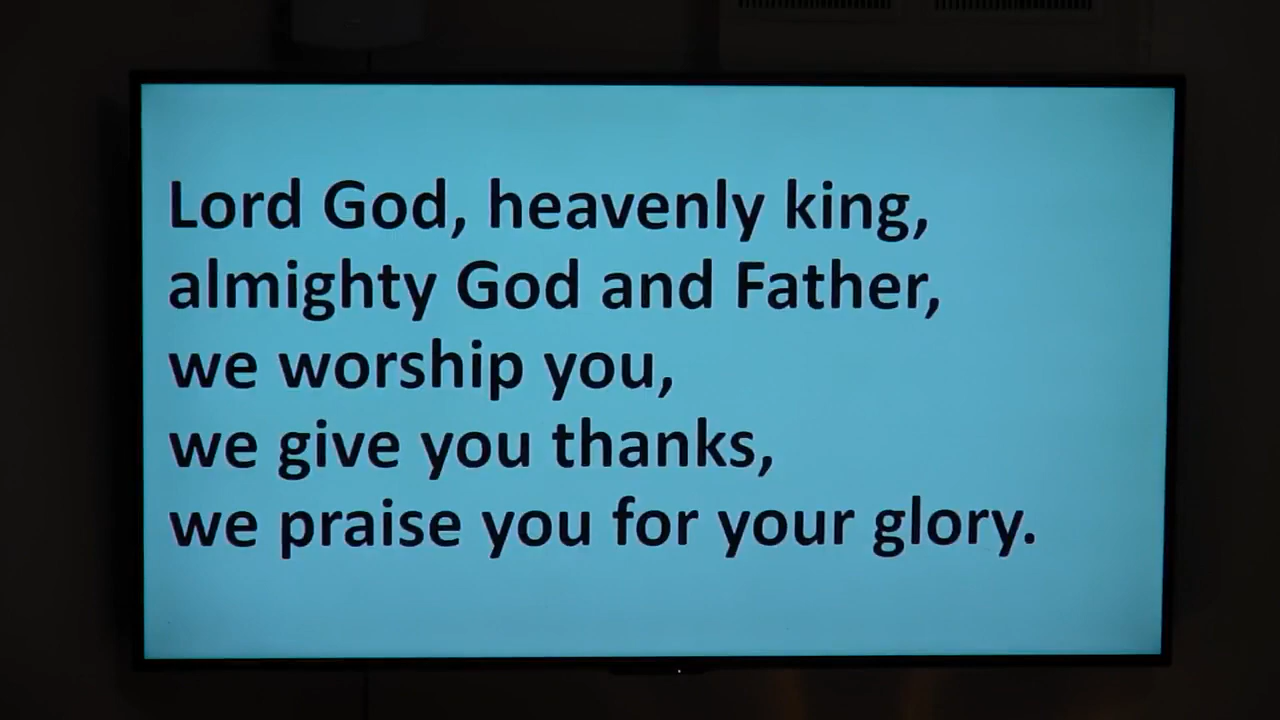 Lord God, heavenly king,
almighty God and Father,
we worship you,
we give you thanks,
we praise you for your glory.